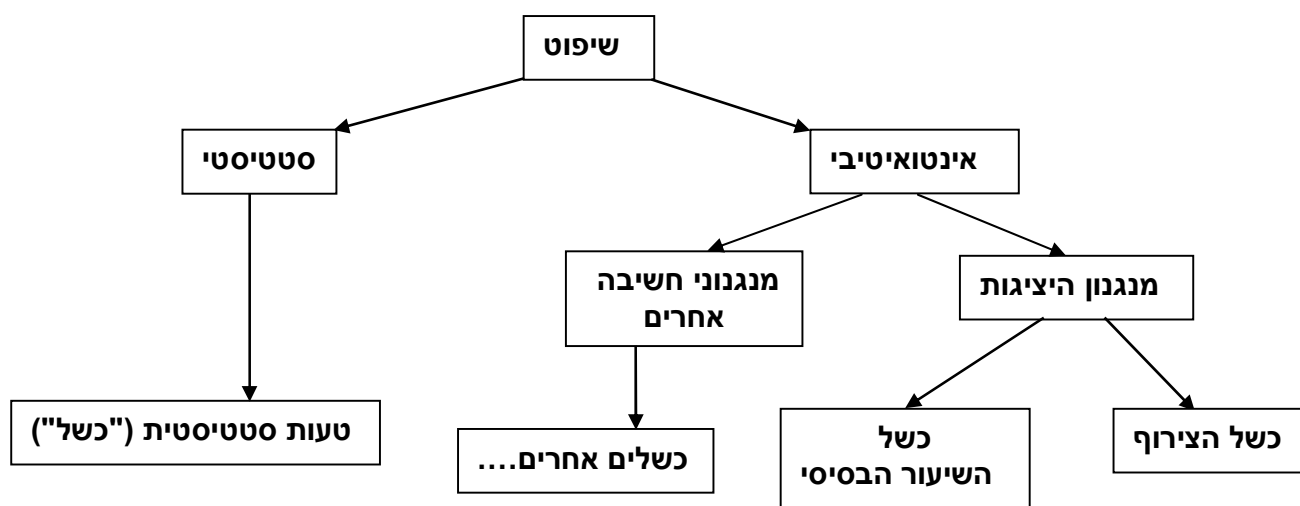 שיפוט
אינטואיטיבי
סטטיסטי
מנגנון היציגות
מנגנוני חשיבה
אחרים
כשל הצירוף
כשל
השיעור הבסיסי
כשלים אחרים....
טעות סטטיסטית ("כשל")